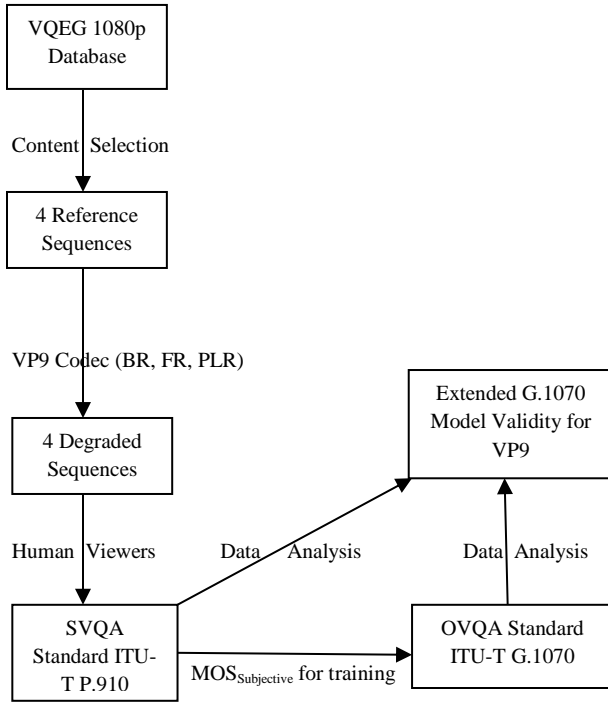 VQEG 1080p
Database
Content Selection
4 Reference
Sequences
VP9 Codec (BR, FR, PLR)
4 Degraded
Sequences
Extended G.1070
Model Validity for
VP9
Human Viewers
Data Analysis
Data Analysis
SVQA
Standard ITU-
T P.910
MOSSubjective for training
OVQA Standard
ITU-T G.1070